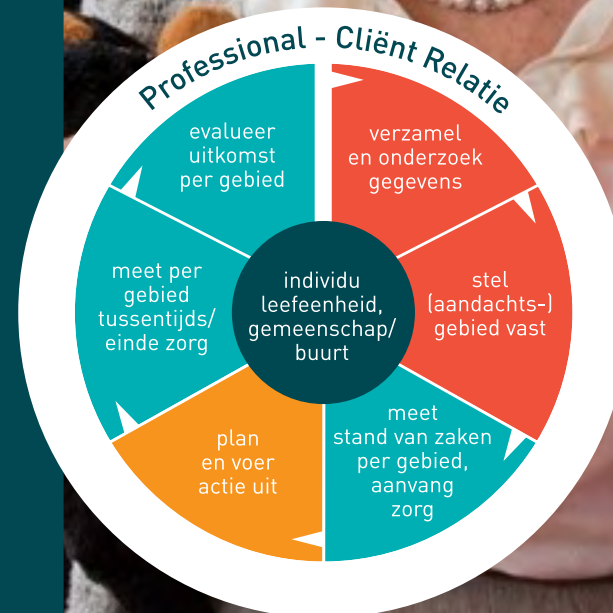 Professional - Cliënt Relatie
verzamel
en onderzoek
gegevens
stel
(aandachts-)
gebied vast
meet
stand van zaken
per gebied,
aanvang
zorg
plan
en voer
actie uit
meet per
gebied
tussentijds/
einde zorg
evalueer
uitkomst
per gebied
individu
leefeenheid,
gemeenschap/
buurt